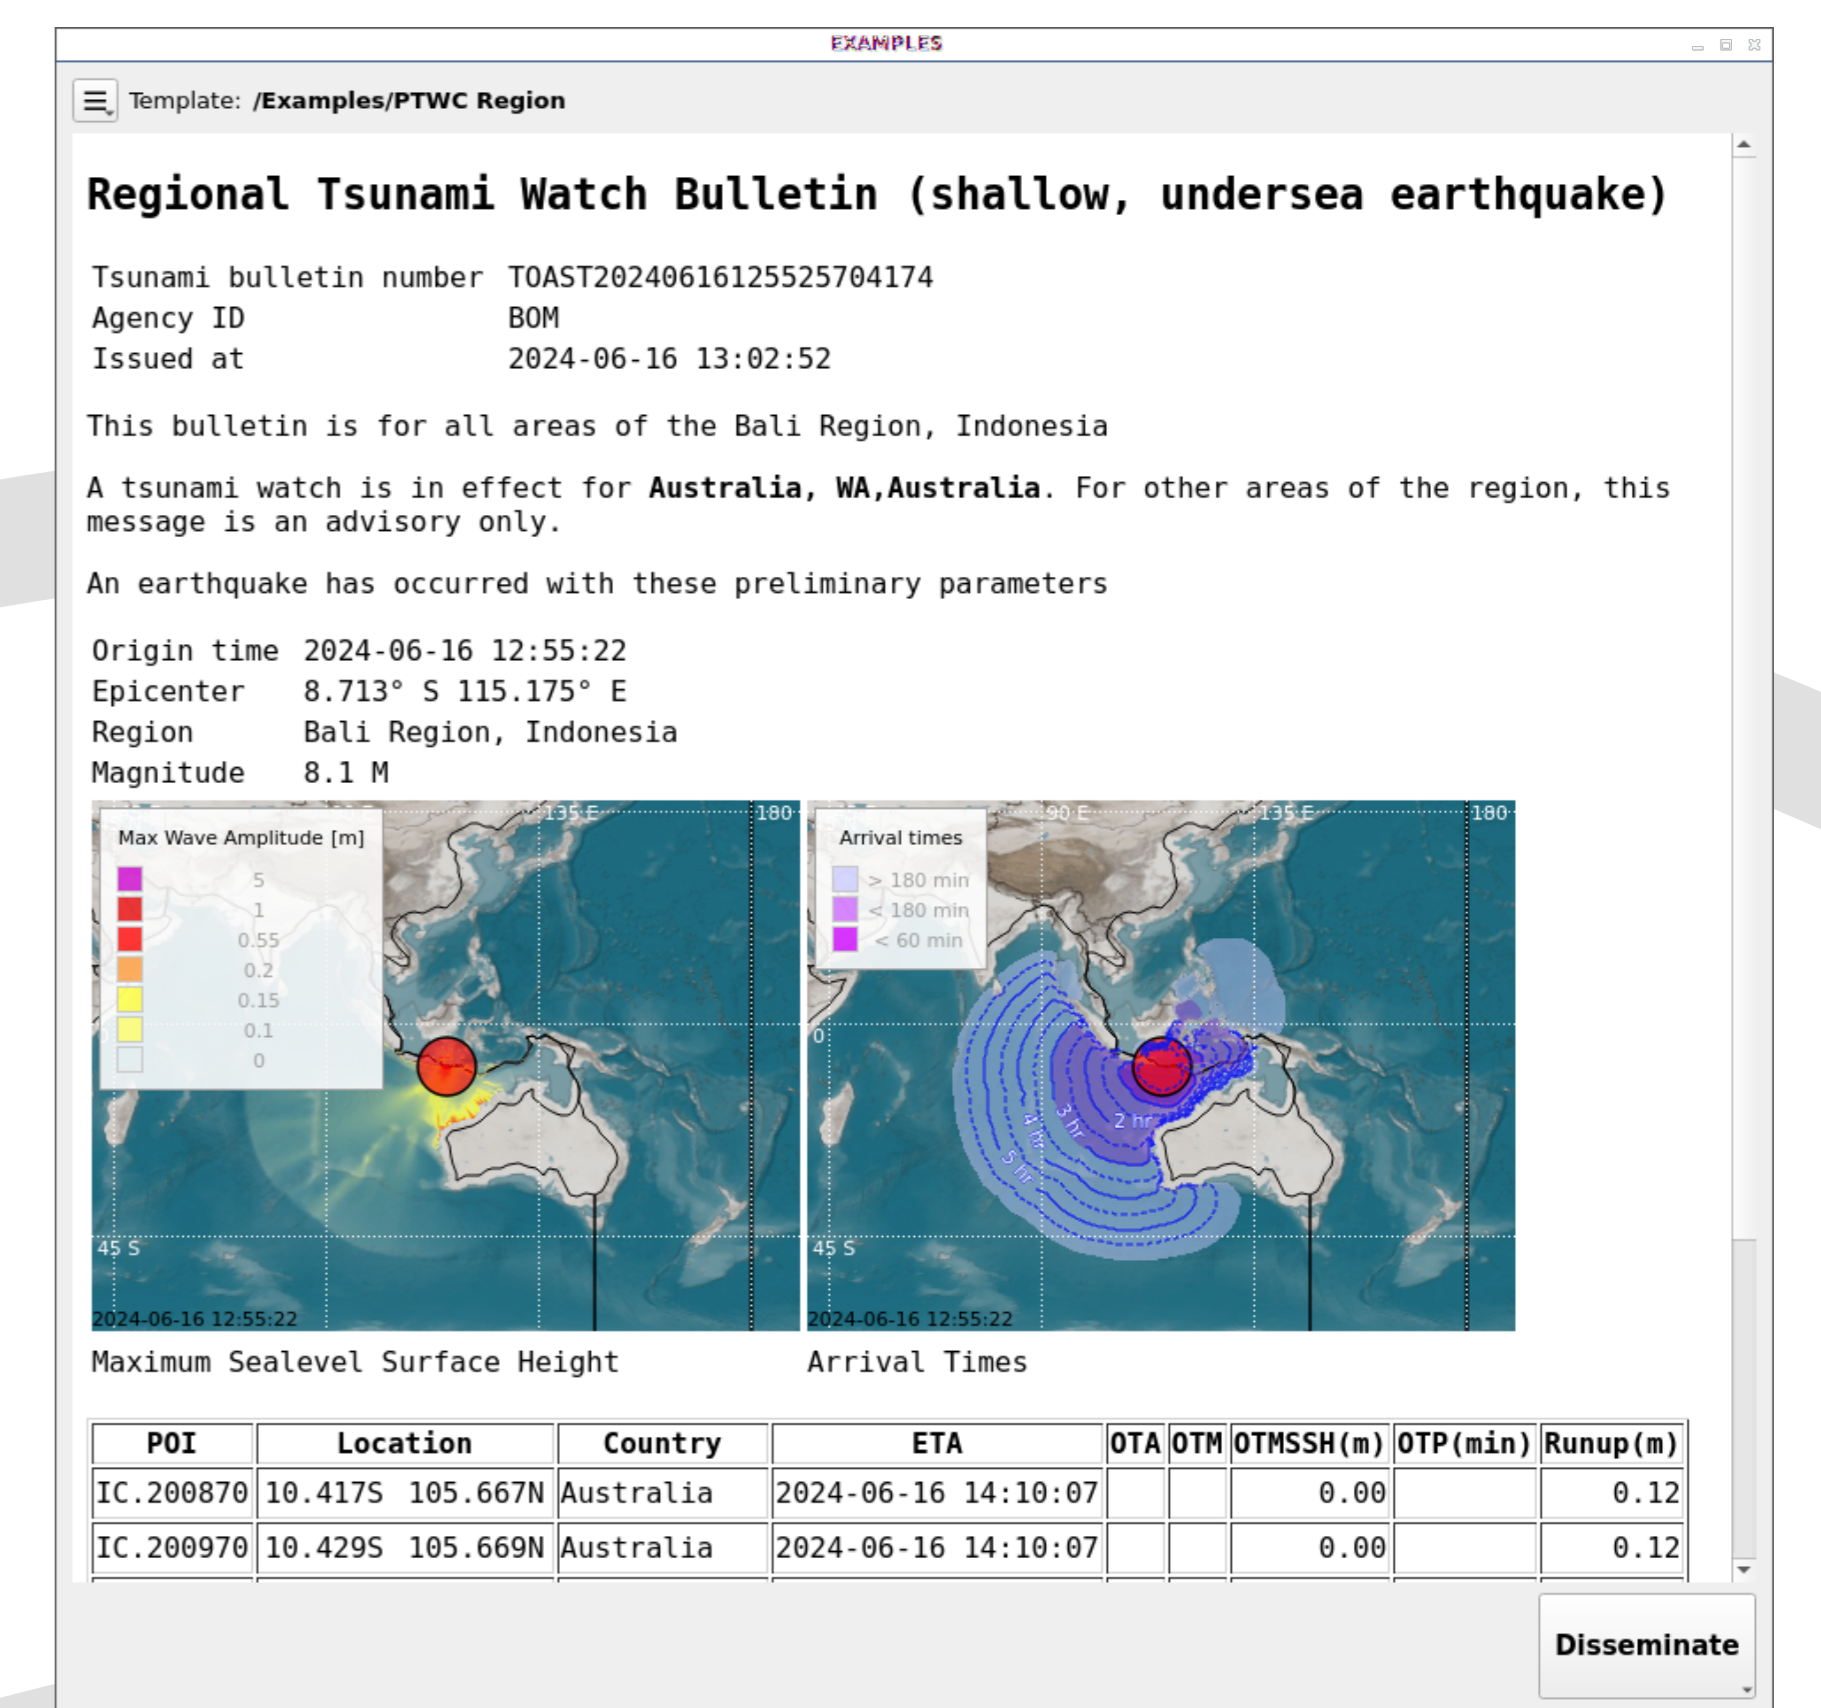 EXAMPLES
Template: /Examples/PTWC Region
Regional Tsunami Watch Bulletin (shallow, undersea earthquake)
Tsunami bulletin number TOAST20240616125525704174
Agency ID BOM
Issued at 2024-06-16 13:02:52
This bulletin is for all areas of the Bali Region, Indonesia
A tsunami watch is in effect for Australia, WA,Australia. For other areas of the region, this
message is an advisory only.
An earthquake has occurred with these preliminary parameters
Origin time 2024-06-16 12:55:22
Epicenter 8.713° S 115.175° E
Region Bali Region, Indonesia
Magnitude 8.1 M
135 E 180
Max Wave Amplitude [m]
5
1
0.55
0.2
0.15
0.1
0
45 S
2024-06-16 12:55:22
90 E 135 E 180
Arrival times
> 180 min
< 180 min
< 60 min
0
2 hr
3 hr
4 hr
5 hr
45 S
2024-06-16 12:55:22
Maximum Sealevel Surface Height
Arrival Times
POI Location Country ETA OTA OTM OTMSSH(m) OTP(min) Runup(m)
IC.200870 10.417S 105.667N Australia 2024-06-16 14:10:07 0.00 0.12
IC.200970 10.429S 105.669N Australia 2024-06-16 14:10:07 0.00 0.12
Disseminate